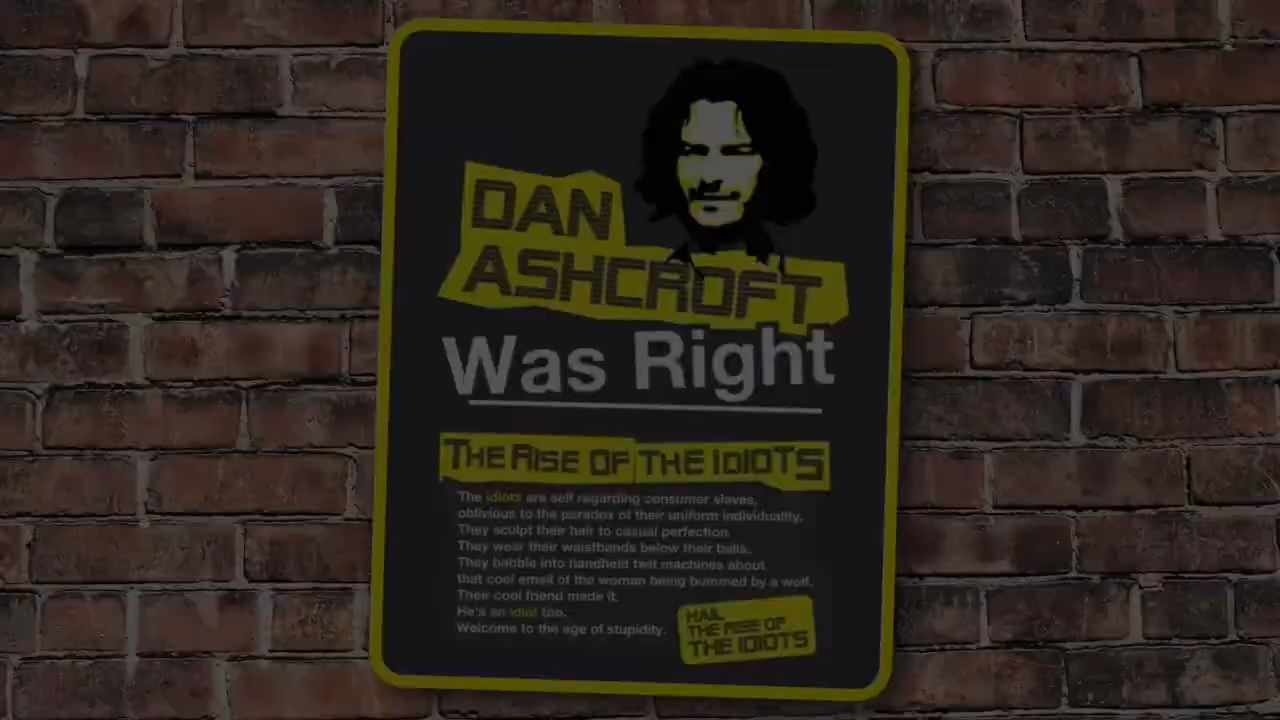 DAN
ASHCROFT
Was Right
THE RISE OF THE IDIOTS
The idiots are self regarding consumer slaves,
oblivious to the paradox of their uniform individuality.
They sculpt their hair to casual perfection.
They wear their waistbands below their balls.
They babble into handheld twit machines about
that cool email of the woman being bummed by a wolf.
Their cool friend made it.
He's an idiot too.
Welcome to the age of stupidity.
HAIL
THE RISE OF
THE IDIOTS